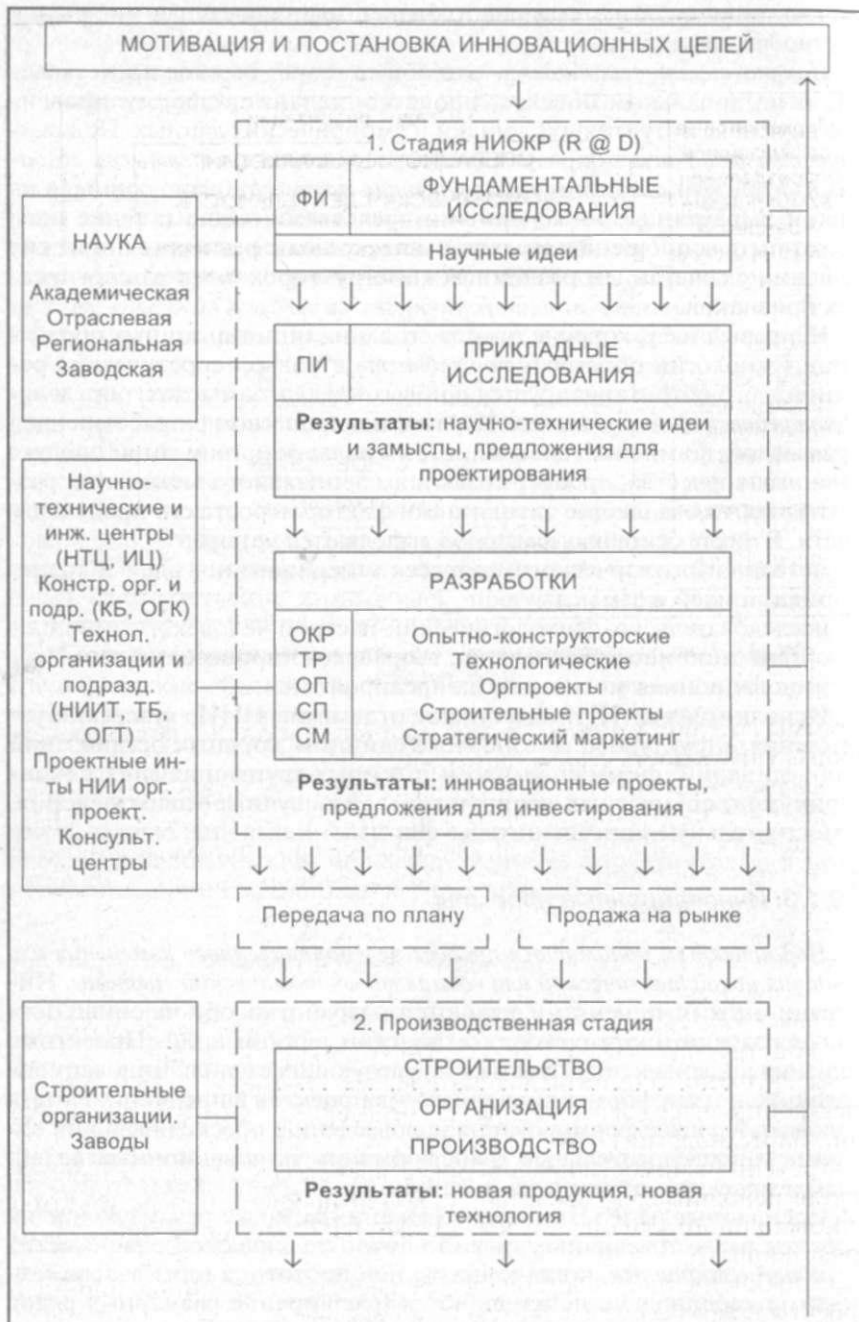 МОТИВАЦИЯ И ПОСТАНОВКА ИННОВАЦИОННЫХ ЦЕЛЕЙ
1. Стадия НИОКР (R @ D)
ФИ ФУНДАМЕНТАЛЬНЫЕ
ИССЛЕДОВАНИЯ
Научные идеи
НАУКА
Академическая
Отраслевая
Региональная
Заводская
ПИ ПРИКЛАДНЫЕ
ИССЛЕДОВАНИЯ
Результаты: научно-технические идеи
и замыслы, предложения для
проектирования
Научно-
технические и
инж. центры
(НТЦ, ИЦ)
Констр. орг. и
подр. (КБ, ОГК)
Технол.
организации и
подразд.
(НИИТ, ТБ,
ОГТ)
Проектные ин-
ты НИИ орг.
проект.
Консульт.
центры
РАЗРАБОТКИ
ОКР Опытно-конструкторские
ТР Технологические
ОП Оргпроекты
СП Строительные проекты
СМ Стратегический маркетинг
Результаты: инновационные проекты,
предложения для инвестирования
Передача по плану Продажа на рынке
2. Производственная стадия
Строительные
организации.
Заводы
СТРОИТЕЛЬСТВО
ОРГАНИЗАЦИЯ
ПРОИЗВОДСТВО
Результаты: новая продукция, новая
технология